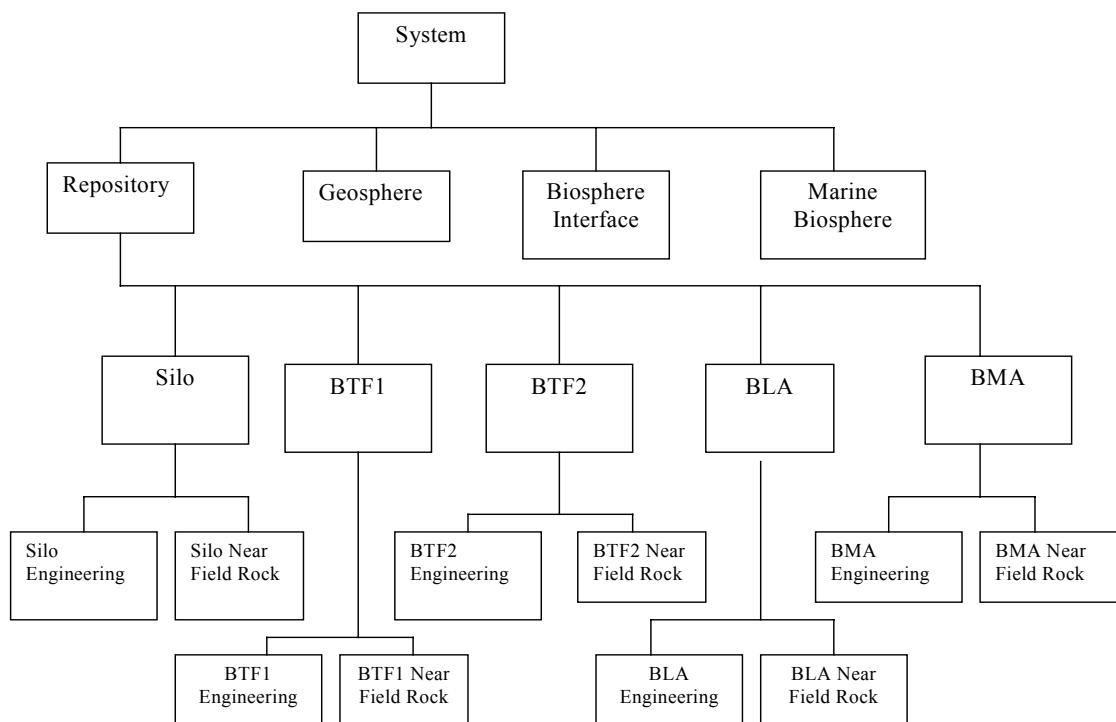 System
Repository
Geosphere
Biosphere
Interface
Marine
Biosphere
Silo
BTF1
BTF2
BLA
BMA
Silo
Engineering
Silo Near
Field Rock
BTF2
Engineering
BTF2 Near
Field Rock
BMA
Engineering
BMA Near
Field Rock
BTF1
Engineering
BTF1 Near
Field Rock
BLA
Engineering
BLA Near
Field Rock